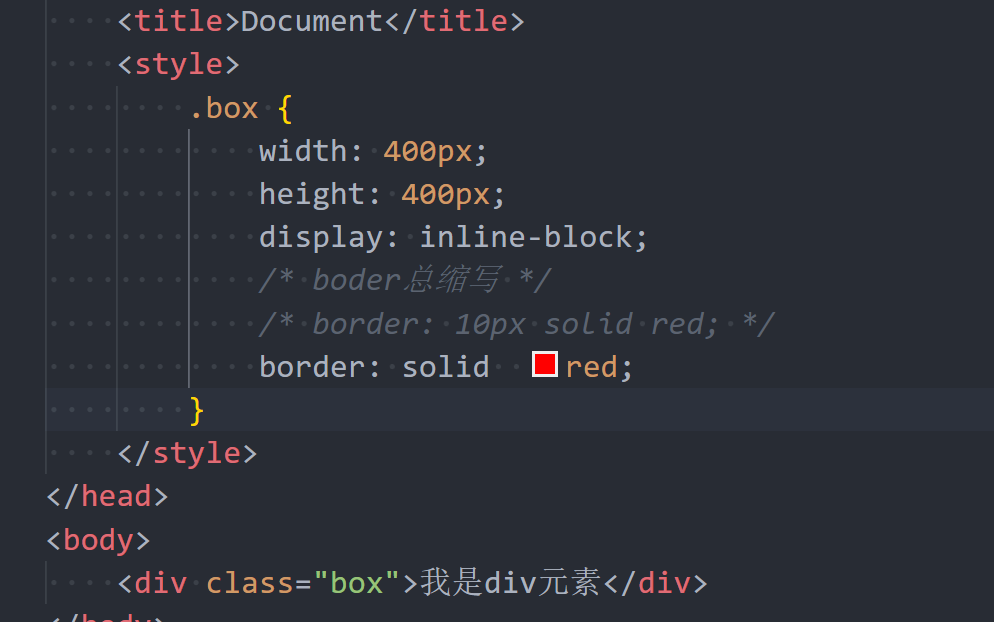 <title>Document</title>
<style>
.box {
width: 400px;
height: 400px;
display: inline-block;
/* boder总缩写 */
/* border: 10px solid red; */
border: solid  red;
}
</style>
</head>
<body>
<div class="box">我是div元素</div>
</body>